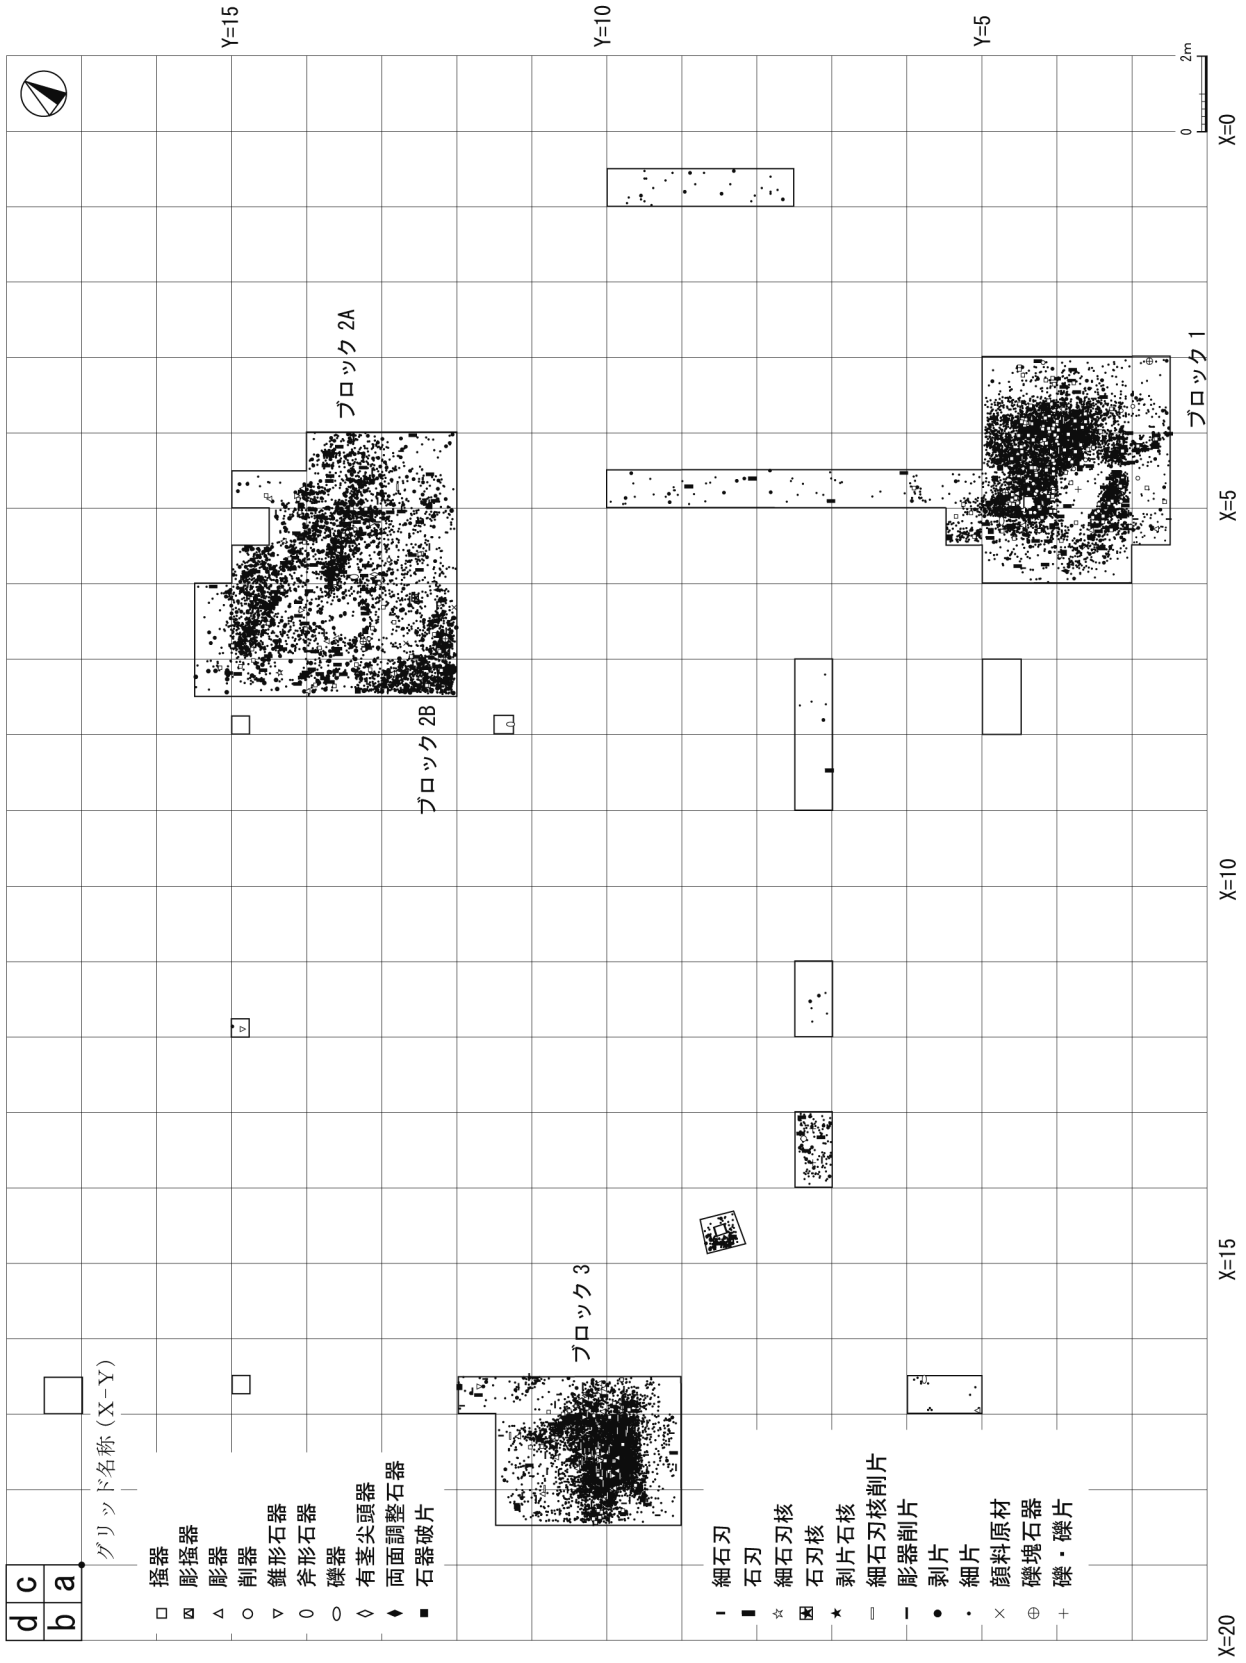 Y=15
Y=10
Y=5
0 2m
X=0
X=5
X=10
X=15
X=20
ブロック 2A
ブロック 2B
ブロック 1
ブロック 3
d c
b a
グリッド名称 (X-Y)
掻器
彫掻器
彫器
削器
錐形石器
斧形石器
礫器
有茎尖頭器
両面調整石器
石器破片
細石刃
石刃
細石刃核
石刃核
剥片石核
細石刃核削片
彫器削片
剥片
細片
顔料原材
礫塊石器
礫・礫片